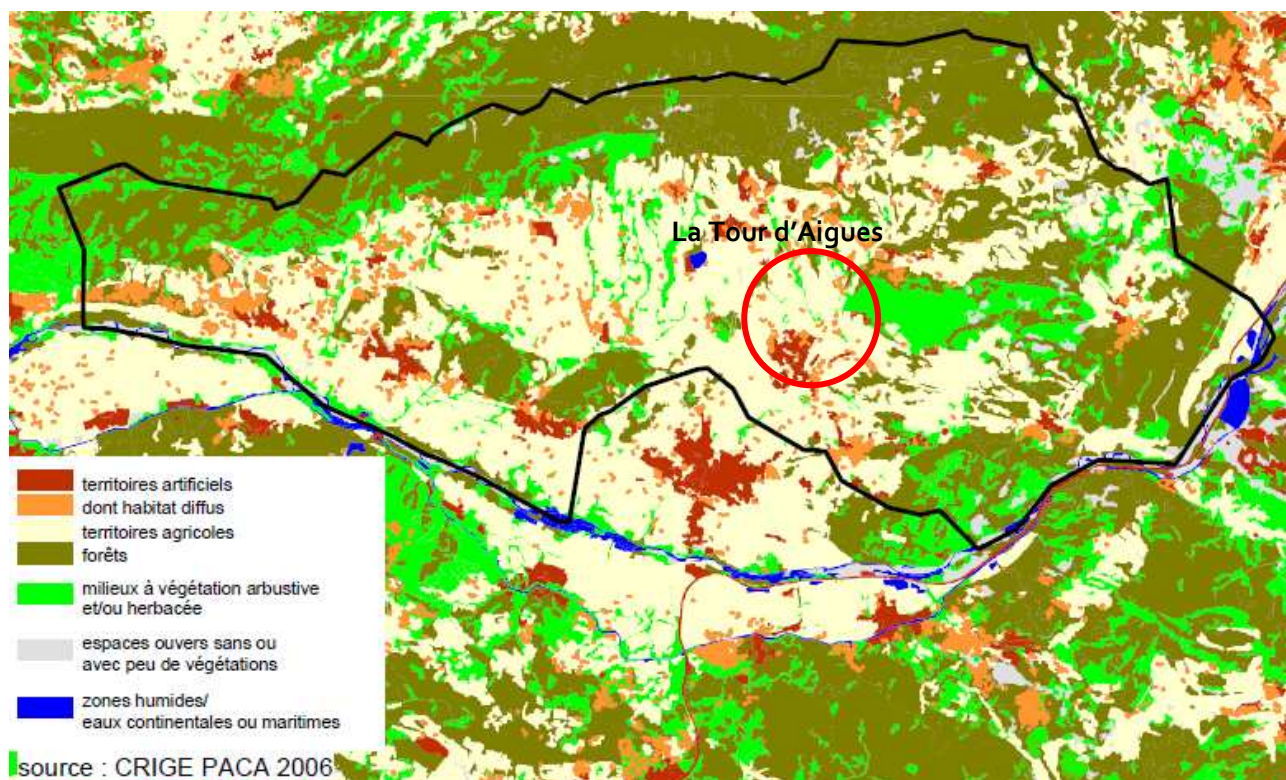 La Tour d'Aigues
territoires artificiels
dont habitat diffus
territoires agricoles
forêts
milieux à végétation arbustive
et/ou herbacée
espaces ouvers sans ou
avec peu de végétations
zones humides/
eaux continentales ou maritimes
source : CRIGE PACA 2006